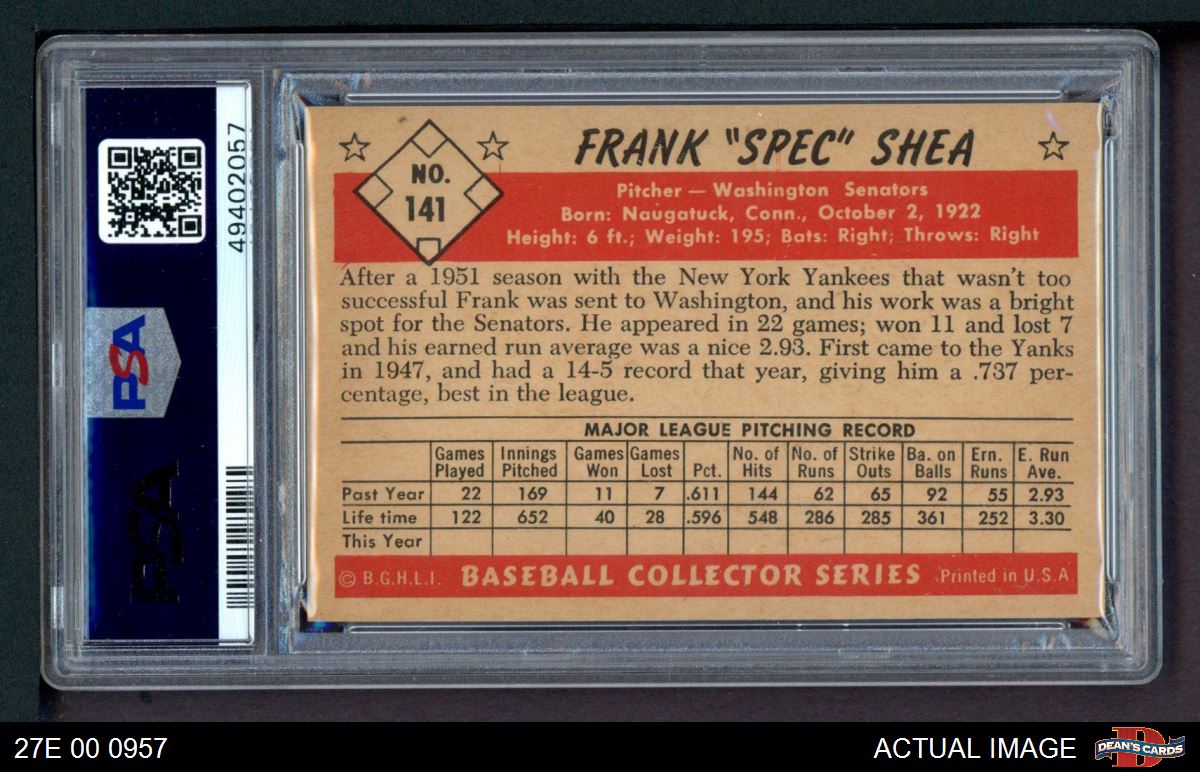 49402057
PSA
PSA
NO.
141
FRANK "SPEC" SHEA
Pitcher — Washington Senators
Born: Naugatuck, Conn., October 2, 1922
Height: 6 ft.; Weight: 195; Bats: Right; Throws: Right
After a 1951 season with the New York Yankees that wasn't too
successful Frank was sent to Washington, and his work was a bright
spot for the Senators. He appeared in 22 games; won 11 and lost 7
and his earned run average was a nice 2.93. First came to the Yanks
in 1947, and had a 14-5 record that year, giving him a .737 per-
centage, best in the league.
MAJOR LEAGUE PITCHING RECORD
Games Played Innings Pitched Games Won Games Lost Pct. No. of Hits No. of Runs Strike Outs Ba. on Balls Ern. Runs E. Run Ave.
Past Year 22 169 11 7 .611 144 62 65 92 55 2.93
Life time 122 652 40 28 .596 548 286 285 361 252 3.30
This Year
© B.G.H.L.I. BASEBALL COLLECTOR SERIES Printed in U.S.A.
27E 00 0957
ACTUAL IMAGE
DEAN'S CARDS